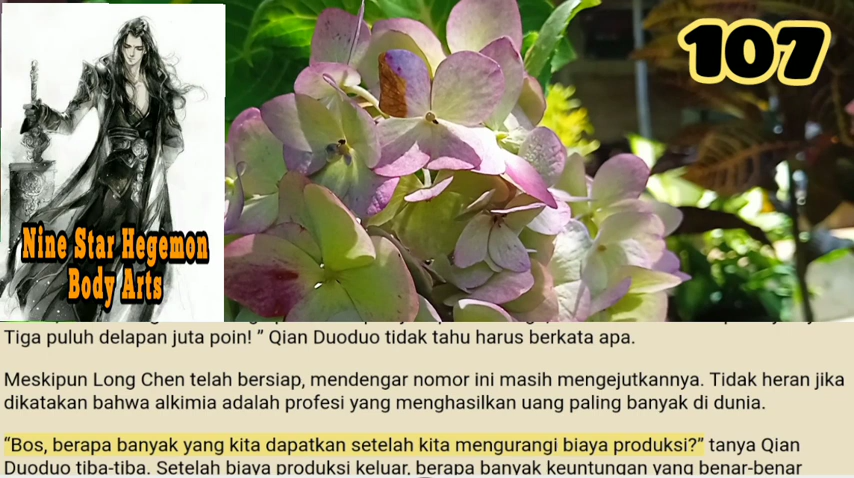 107
Nine Star Hegemon
Body Arts
Tiga puluh delapan juta poin! ” Qian Duoduo tidak tahu harus berkata apa.
Meskipun Long Chen telah bersiap, mendengar nomor ini masih mengejutkannya. Tidak heran jika
dikatakan bahwa alkimia adalah profesi yang menghasilkan uang paling banyak di dunia.
“Bos, berapa banyak yang kita dapatkan setelah kita mengurangi biaya produksi?” tanya Qian
Duoduo tiba-tiba. Setelah biaya produksi keluar, berapa banyak keuntungan yang benar-benar